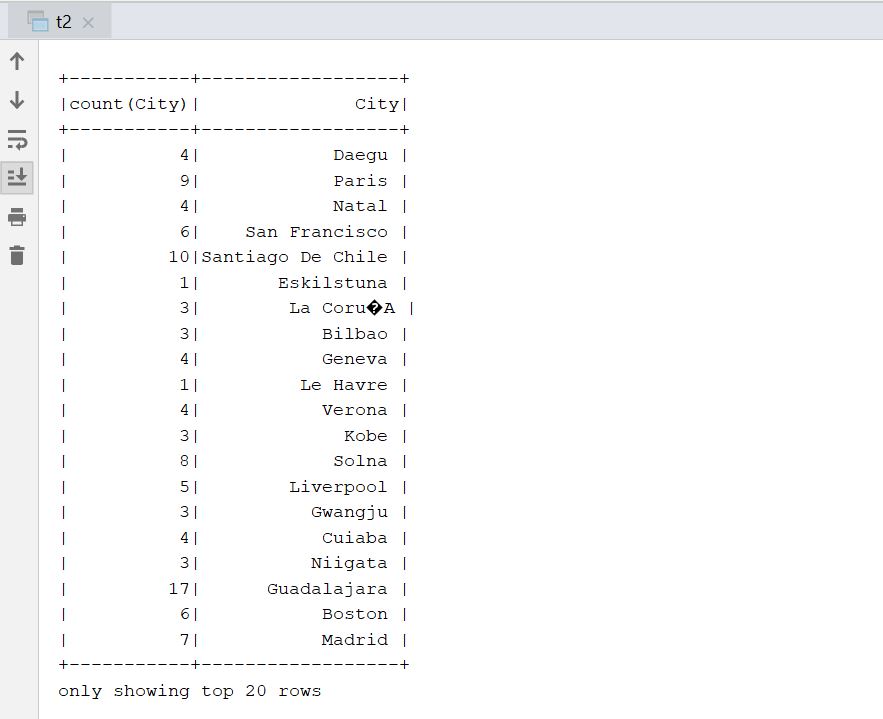 t2
+-----------+------------------+
|count(City)|              City|
+-----------+------------------+
|          4|            Daegu |
|          9|            Paris |
|          4|            Natal |
|          6|    San Francisco |
|         10|Santiago De Chile |
|          1|       Eskilstuna |
|          3|        La Coru�A |
|          3|           Bilbao |
|          4|           Geneva |
|          1|         Le Havre |
|          4|           Verona |
|          3|             Kobe |
|          8|            Solna |
|          5|        Liverpool |
|          3|          Gwangju |
|          4|           Cuiaba |
|          3|          Niigata |
|         17|      Guadalajara |
|          6|           Boston |
|          7|           Madrid |
+-----------+------------------+
only showing top 20 rows